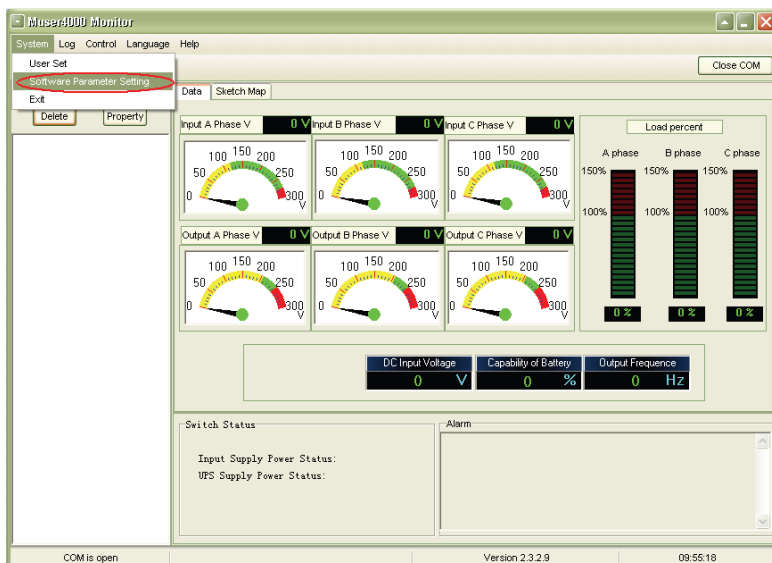 Muser4000 Monitor
System Log Control Language Help
User Set
Software Parameter Setting
Exit
Close COM
Delete Property
Data Sketch Map
Input A Phase V 0 V Input B Phase V 0 V Input C Phase V 0 V
0 50 100 150 200 250 300 V
0 50 100 150 200 250 300 V
0 50 100 150 200 250 300 V
Output A Phase V 0 V Output B Phase V 0 V Output C Phase V 0 V
0 50 100 150 200 250 300 V
0 50 100 150 200 250 300 V
0 50 100 150 200 250 300 V
Load percent
A phase B phase C phase
150% 150% 150%
100% 100% 100%
0 % 0 % 0 %
DC Input Voltage Capability of Battery Output Frequence
0 V 0 % 0 Hz
Switch Status
Input Supply Power Status:
UPS Supply Power Status:
Alarm
COM is open Version 2.3.2.9 09:55:18